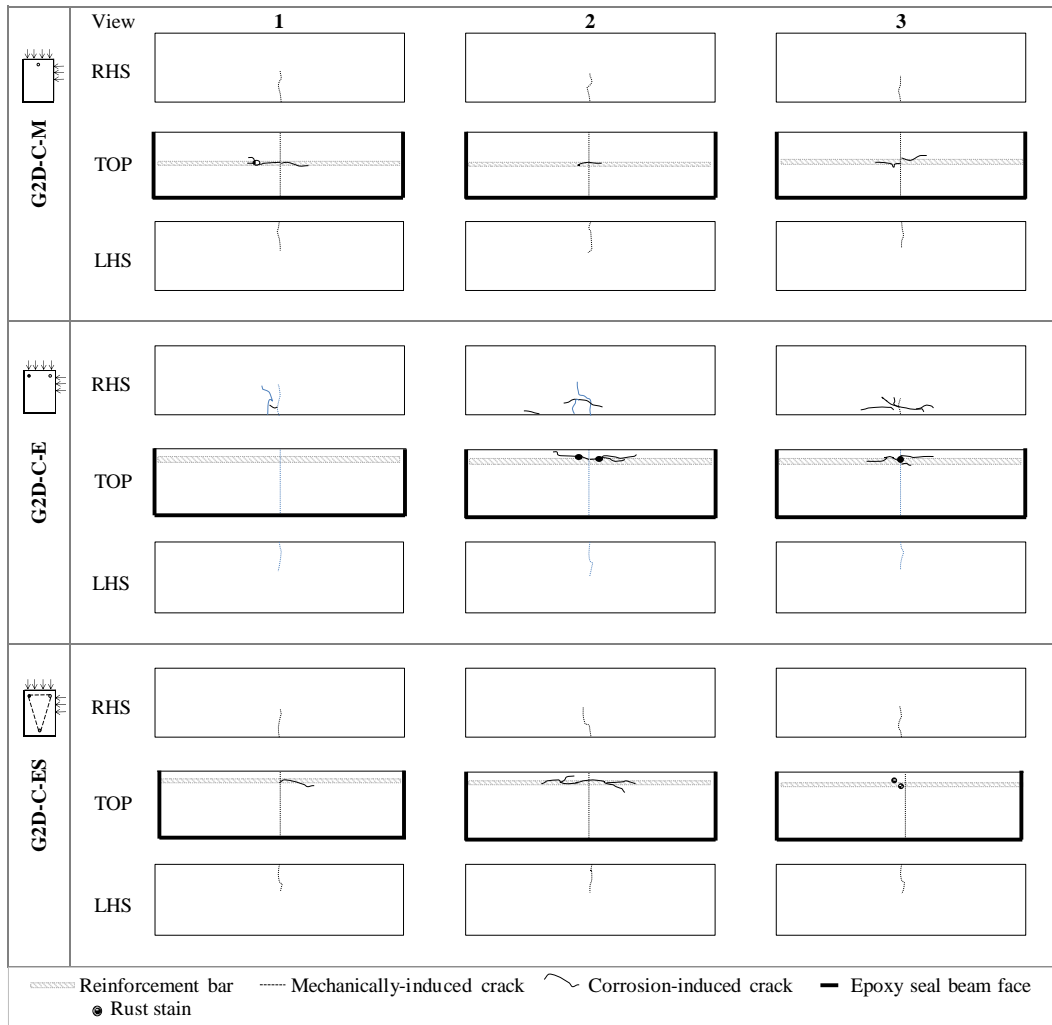 View 1 2 3
RHS
TOP
LHS
G2D-C-M
RHS
TOP
LHS
G2D-C-E
RHS
TOP
LHS
G2D-C-ES
Reinforcement bar Mechanically-induced crack Corrosion-induced crack Epoxy seal beam face
Rust stain